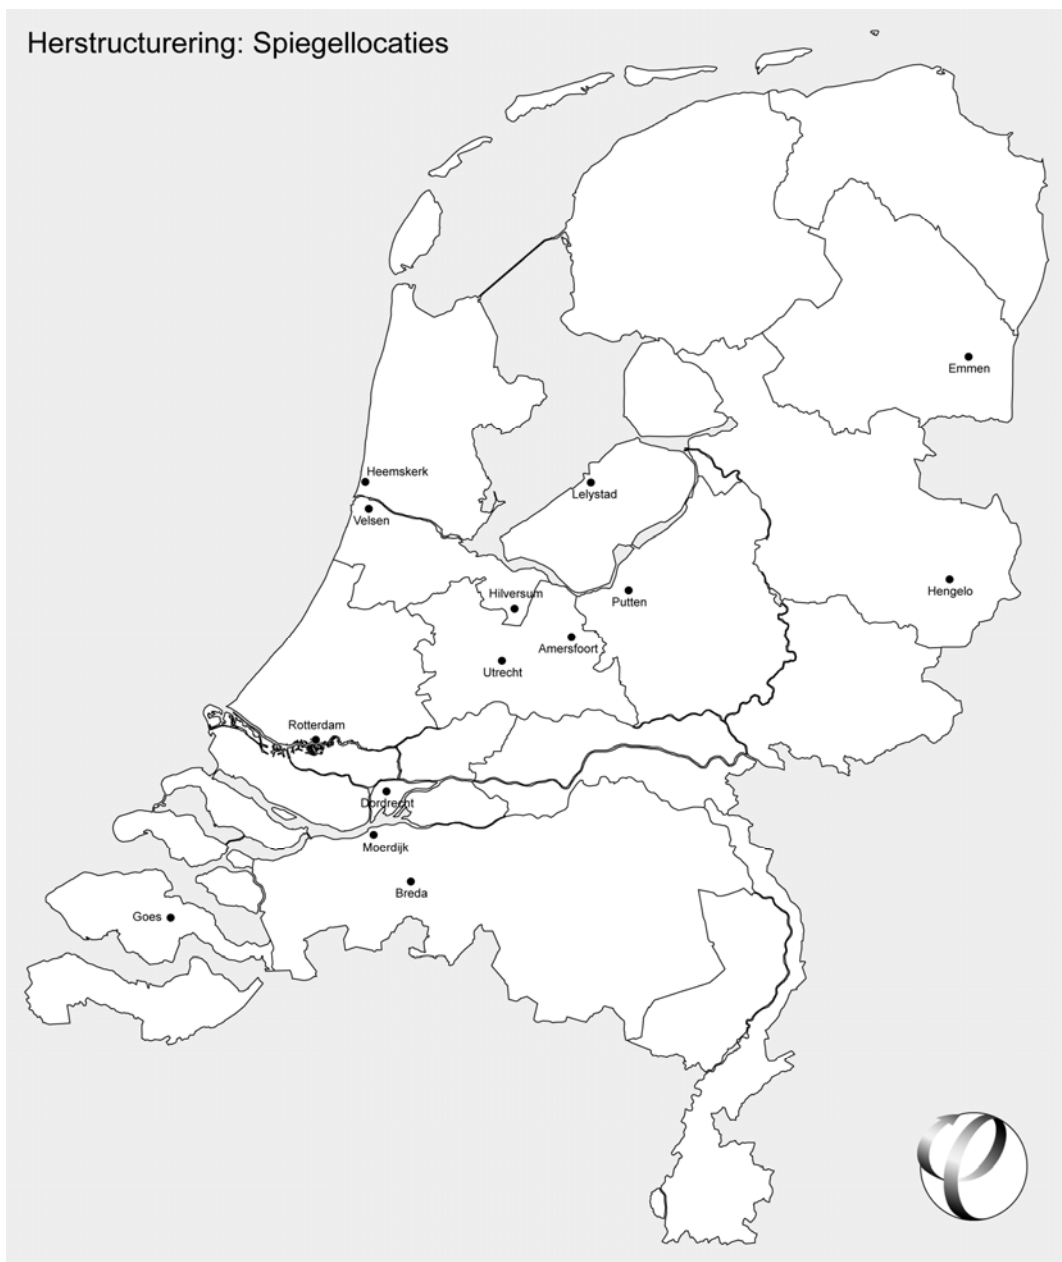 Herstructurering: Spiegellocaties
Emmen
Heemskerk
Lelystad
Velsen
Hengelo
Hilversum
Putten
Amersfoort
Utrecht
Rotterdam
Dordrecht
Moerdijk
Breda
Goes